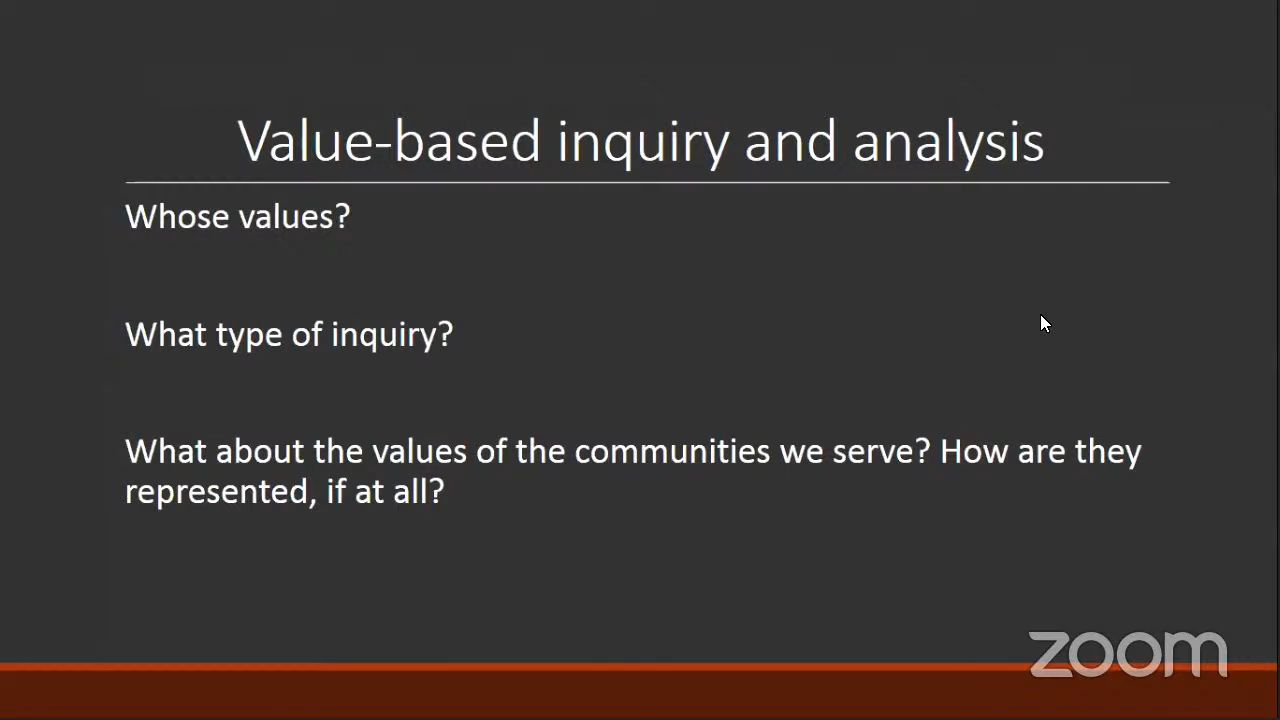 Value-based inquiry and analysis
Whose values?
What type of inquiry?
What about the values of the communities we serve? How are they
represented, if at all?
zoom